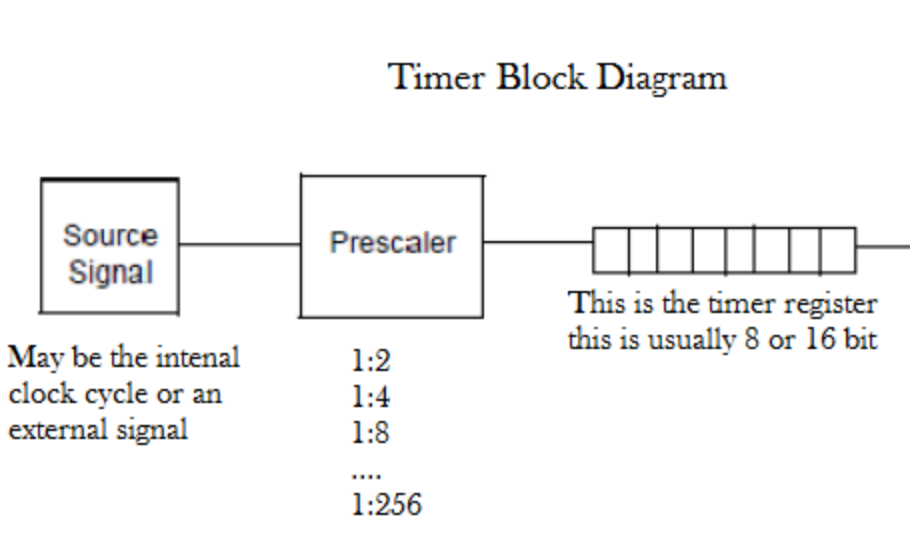 Timer Block Diagram
Source
Signal
Prescaler
May be the intenal
clock cycle or an
external signal
1:2
1:4
1:8
....
1:256
This is the timer register
this is usually 8 or 16 bit